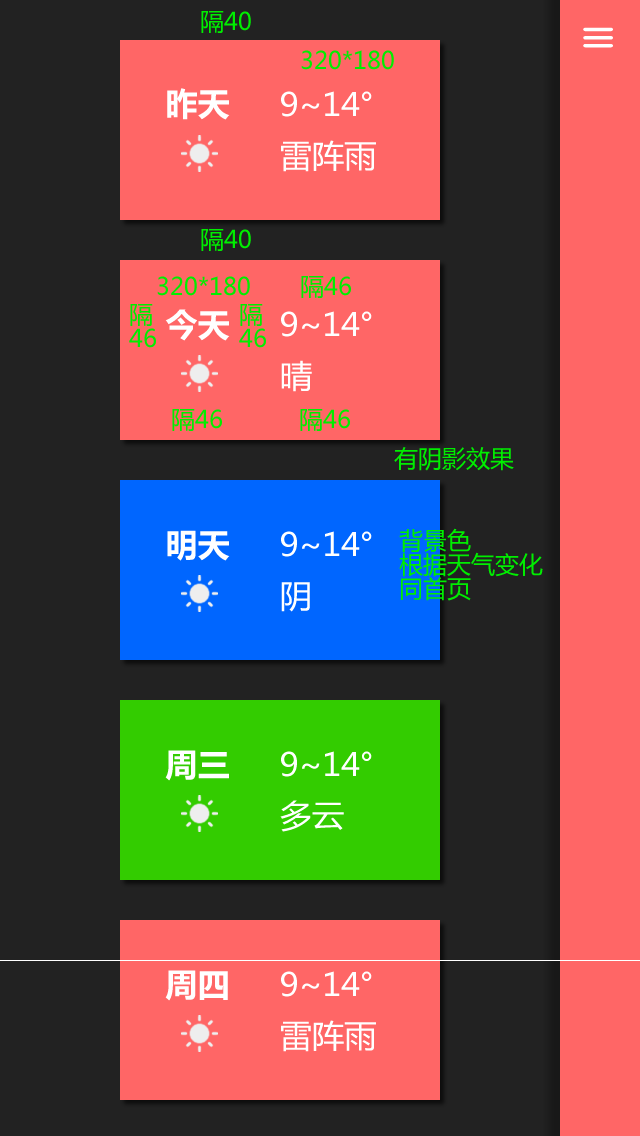 隔40
320*180
昨天
9~14°
雷阵雨
隔40
320*180
隔46
隔
46
今天
隔
46
9~14°
晴
隔46
隔46
有阴影效果
明天
9~14°
阴
背景色
根据天气变化
同首页
周三
9~14°
多云
周四
9~14°
雷阵雨